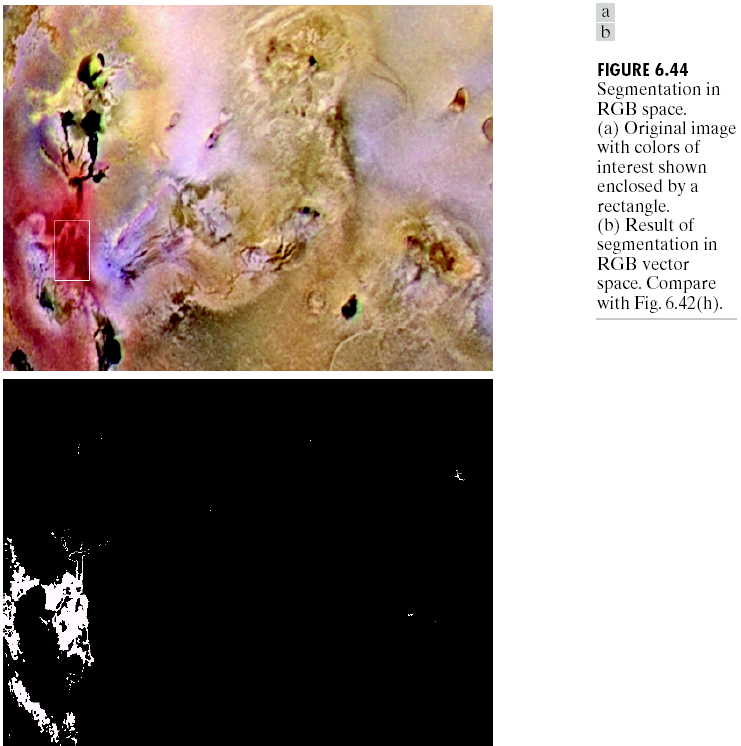 a
b
FIGURE 6.44
Segmentation in
RGB space.
(a) Original image
with colors of
interest shown
enclosed by a
rectangle.
(b) Result of
segmentation in
RGB vector
space. Compare
with Fig. 6.42(h).